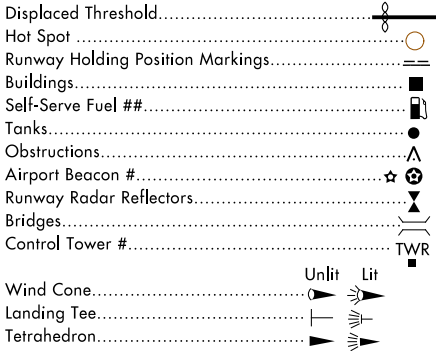 Displaced Threshold
Hot Spot
Runway Holding Position Markings
Buildings
Self-Serve Fuel ##
Tanks
Obstructions
Airport Beacon #
Runway Radar Reflectors
Bridges
Control Tower # TWR
Unlit Lit
Wind Cone
Landing Tee
Tetrahedron